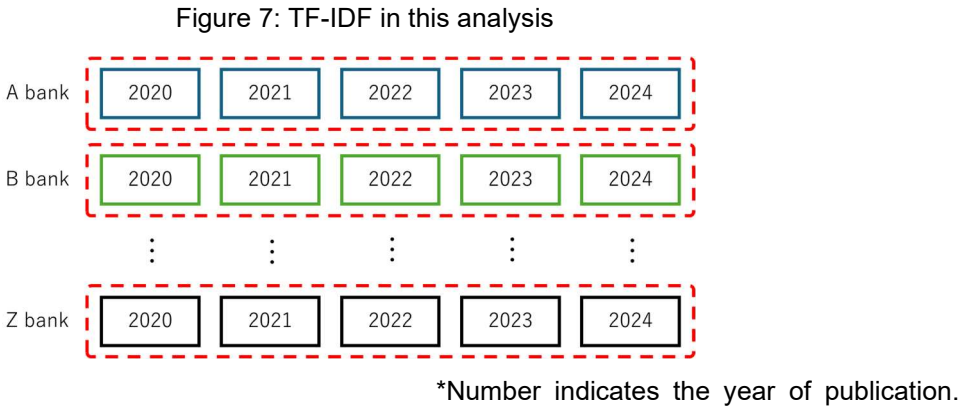 Figure 7: TF-IDF in this analysis
A bank 2020 2021 2022 2023 2024
B bank 2020 2021 2022 2023 2024
⋮ ⋮ ⋮ ⋮ ⋮
Z bank 2020 2021 2022 2023 2024
*Number indicates the year of publication.